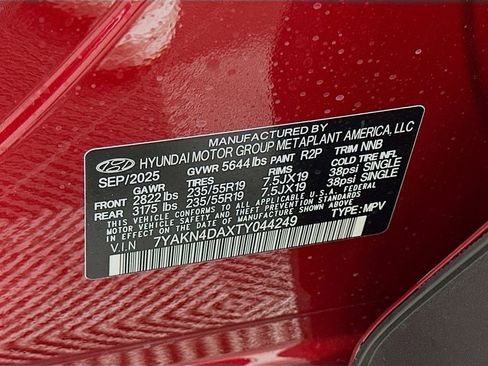 MANUFACTURED BY
HYUNDAI MOTOR GROUP METAPLANT AMERICA, LLC
SEP/2025 GVWR 5644 lbs PAINT R2P TRIM NNB
GAWR TIRES RIMS COLD TIRE INFL.
FRONT 2822 lbs 235/55R19 7.5JX19 38psi SINGLE
REAR 3175 lbs 235/55R19 7.5JX19 38psi SINGLE
THIS VEHICLE CONFORMS TO ALL APPLICABLE
U.S. FEDERAL MOTOR VEHICLE SAFETY AND THEFT
PREVENTION STANDARDS IN EFFECT ON THE DATE OF
MANUFACTURE SHOWN ABOVE.
V.I.N 7YAKN4DAXTY044249 TYPE: MPV